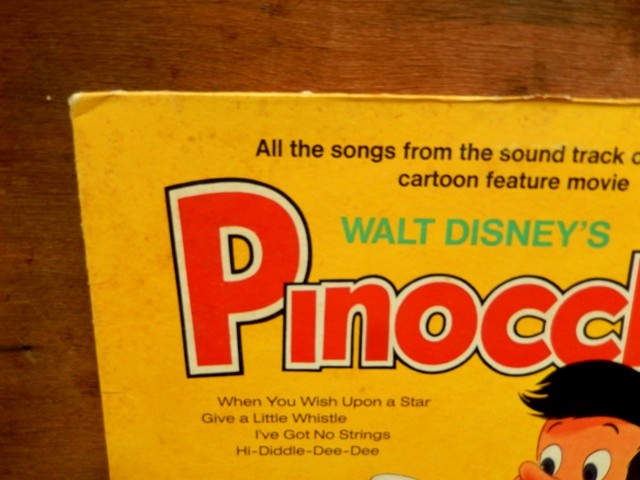 All the songs from the sound track
cartoon feature movie
WALT DISNEY'S
Pinocc
When You Wish Upon a Star
Give a Little Whistle
I've Got No Strings
Hi-Diddle-Dee-Dee